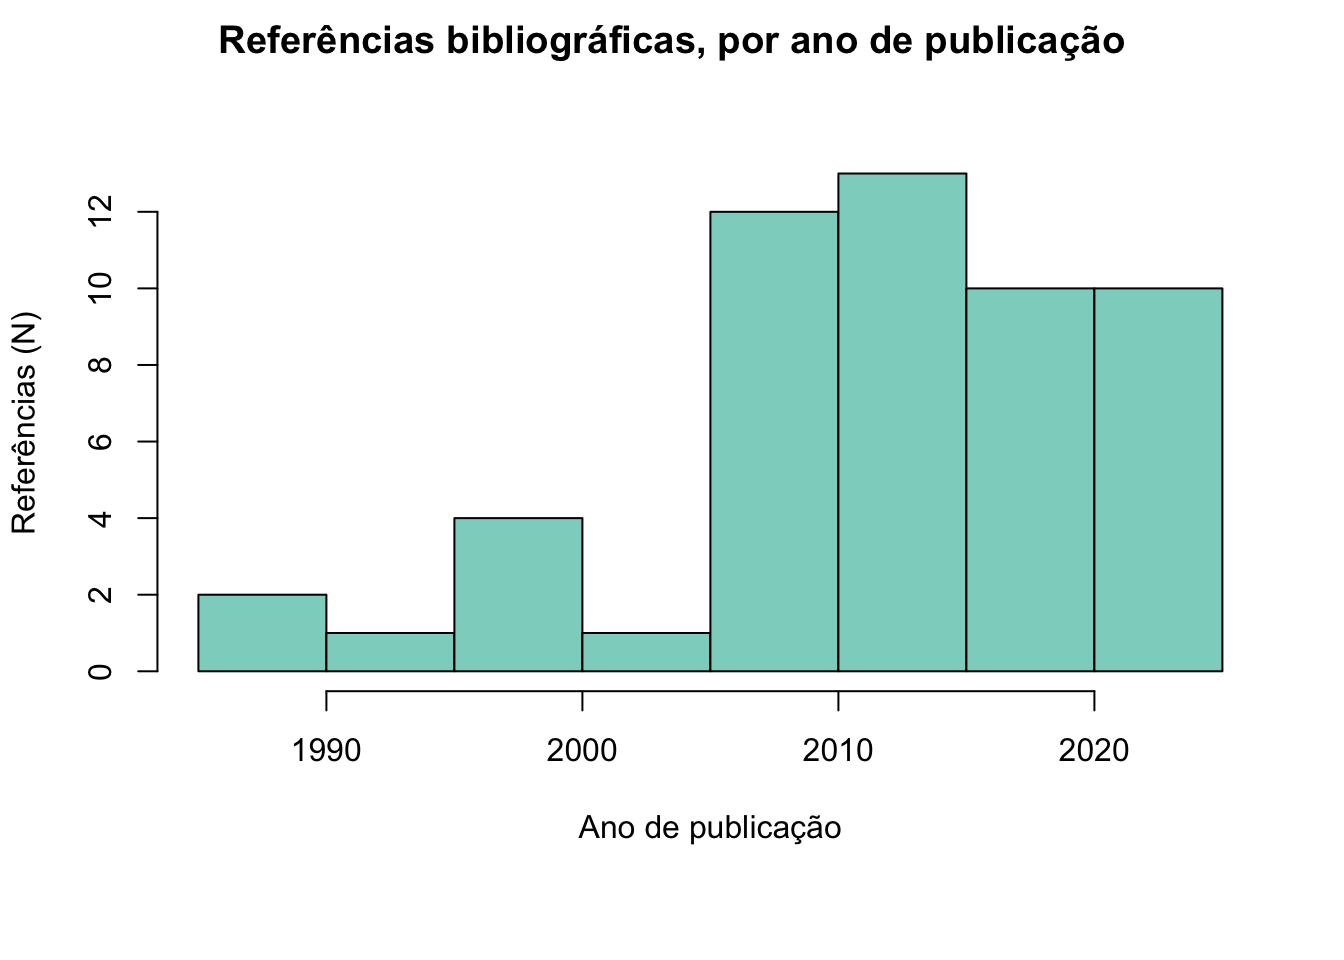 Referências bibliográficas, por ano de publicação
Referências (N)
12
10
8
6
4
2
0
1990 2000 2010 2020
Ano de publicação